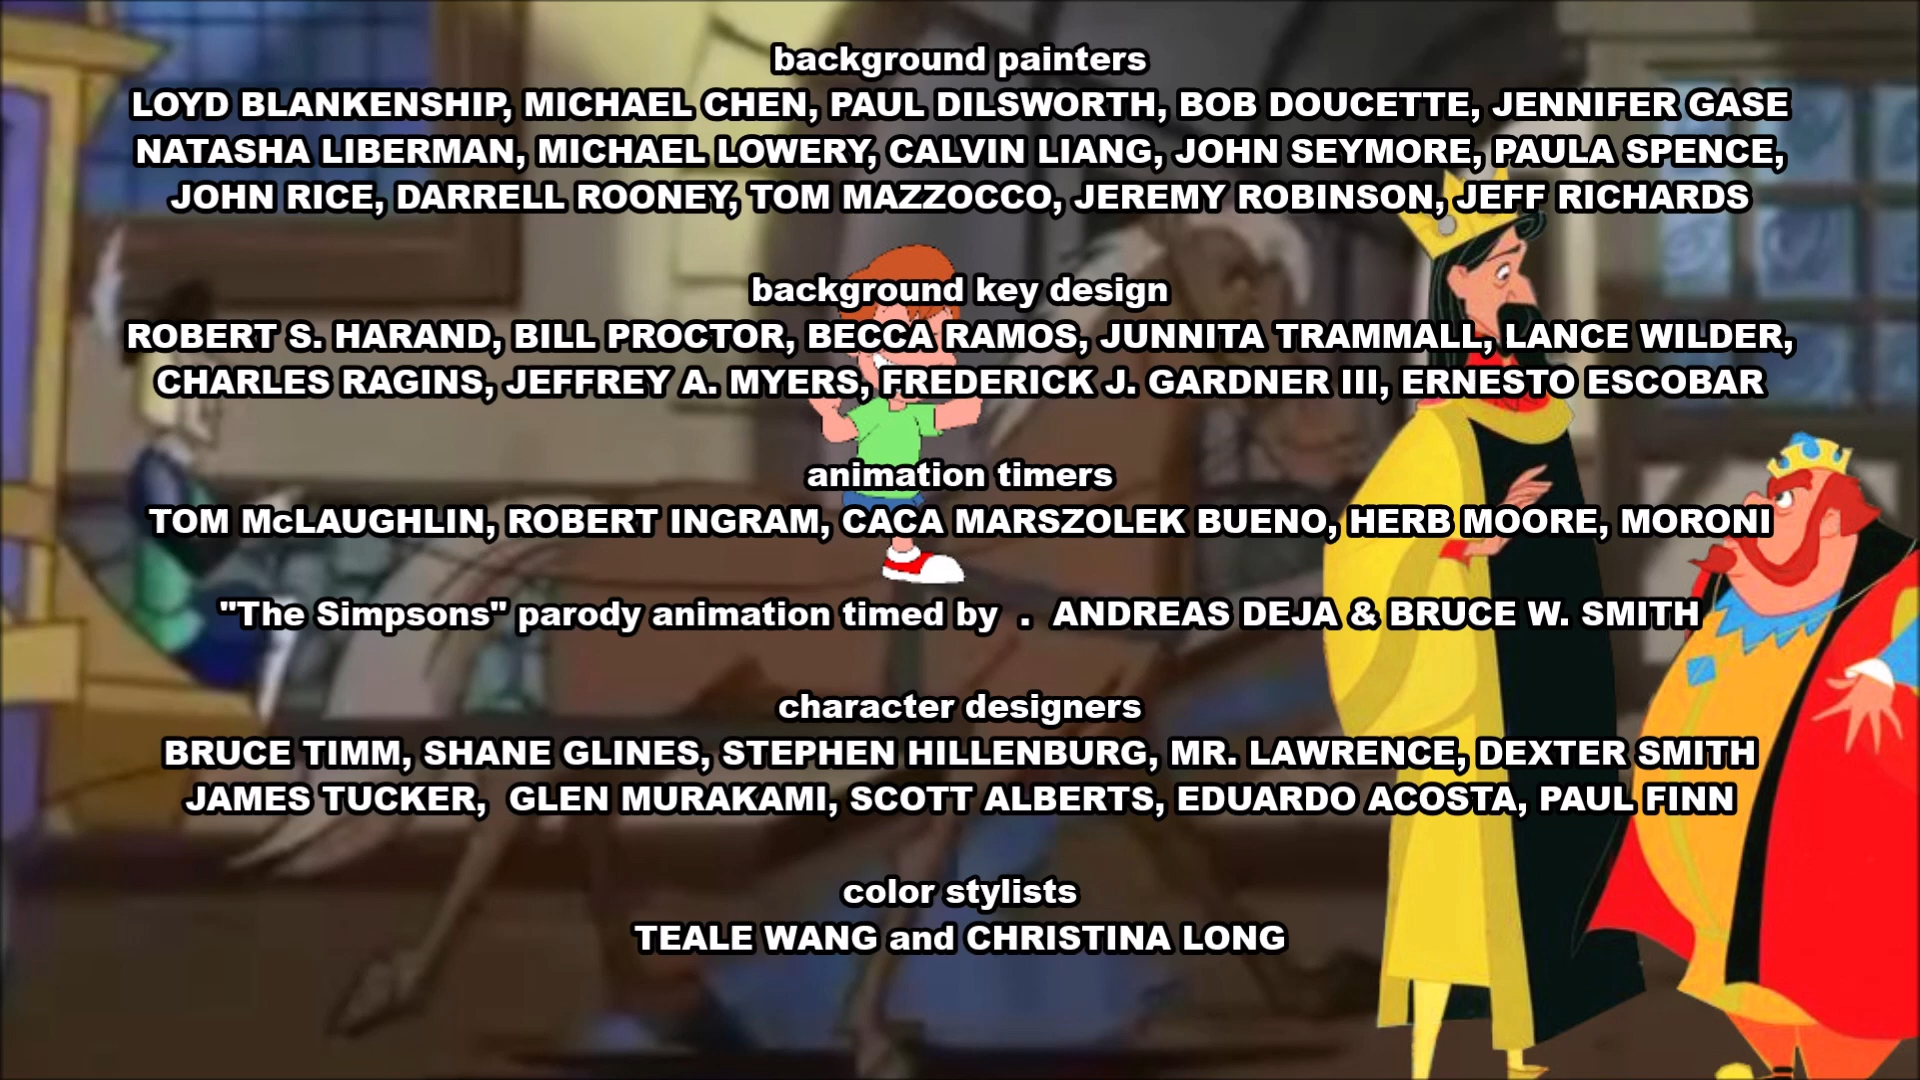 background painters
LOYD BLANKENSHIP, MICHAEL CHEN, PAUL DILSWORTH, BOB DOUCETTE, JENNIFER GASE
NATASHA LIBERMAN, MICHAEL LOWERY, CALVIN LIANG, JOHN SEYMORE, PAULA SPENCE,
JOHN RICE, DARRELL ROONEY, TOM MAZZOCCO, JEREMY ROBINSON, JEFF RICHARDS
background key design
ROBERT S. HARAND, BILL PROCTOR, BECCA RAMOS, JUNNITA TRAMMALL, LANCE WILDER,
CHARLES RAGINS, JEFFREY A. MYERS, FREDERICK J. GARDNER III, ERNESTO ESCOBAR
animation timers
TOM McLAUGHLIN, ROBERT INGRAM, CACA MARSZOLEK BUENO, HERB MOORE, MORONI
"The Simpsons" parody animation timed by . ANDREAS DEJA & BRUCE W. SMITH
character designers
BRUCE TIMM, SHANE GLINES, STEPHEN HILLENBURG, MR. LAWRENCE, DEXTER SMITH
JAMES TUCKER, GLEN MURAKAMI, SCOTT ALBERTS, EDUARDO ACOSTA, PAUL FINN
color stylists
TEALE WANG and CHRISTINA LONG